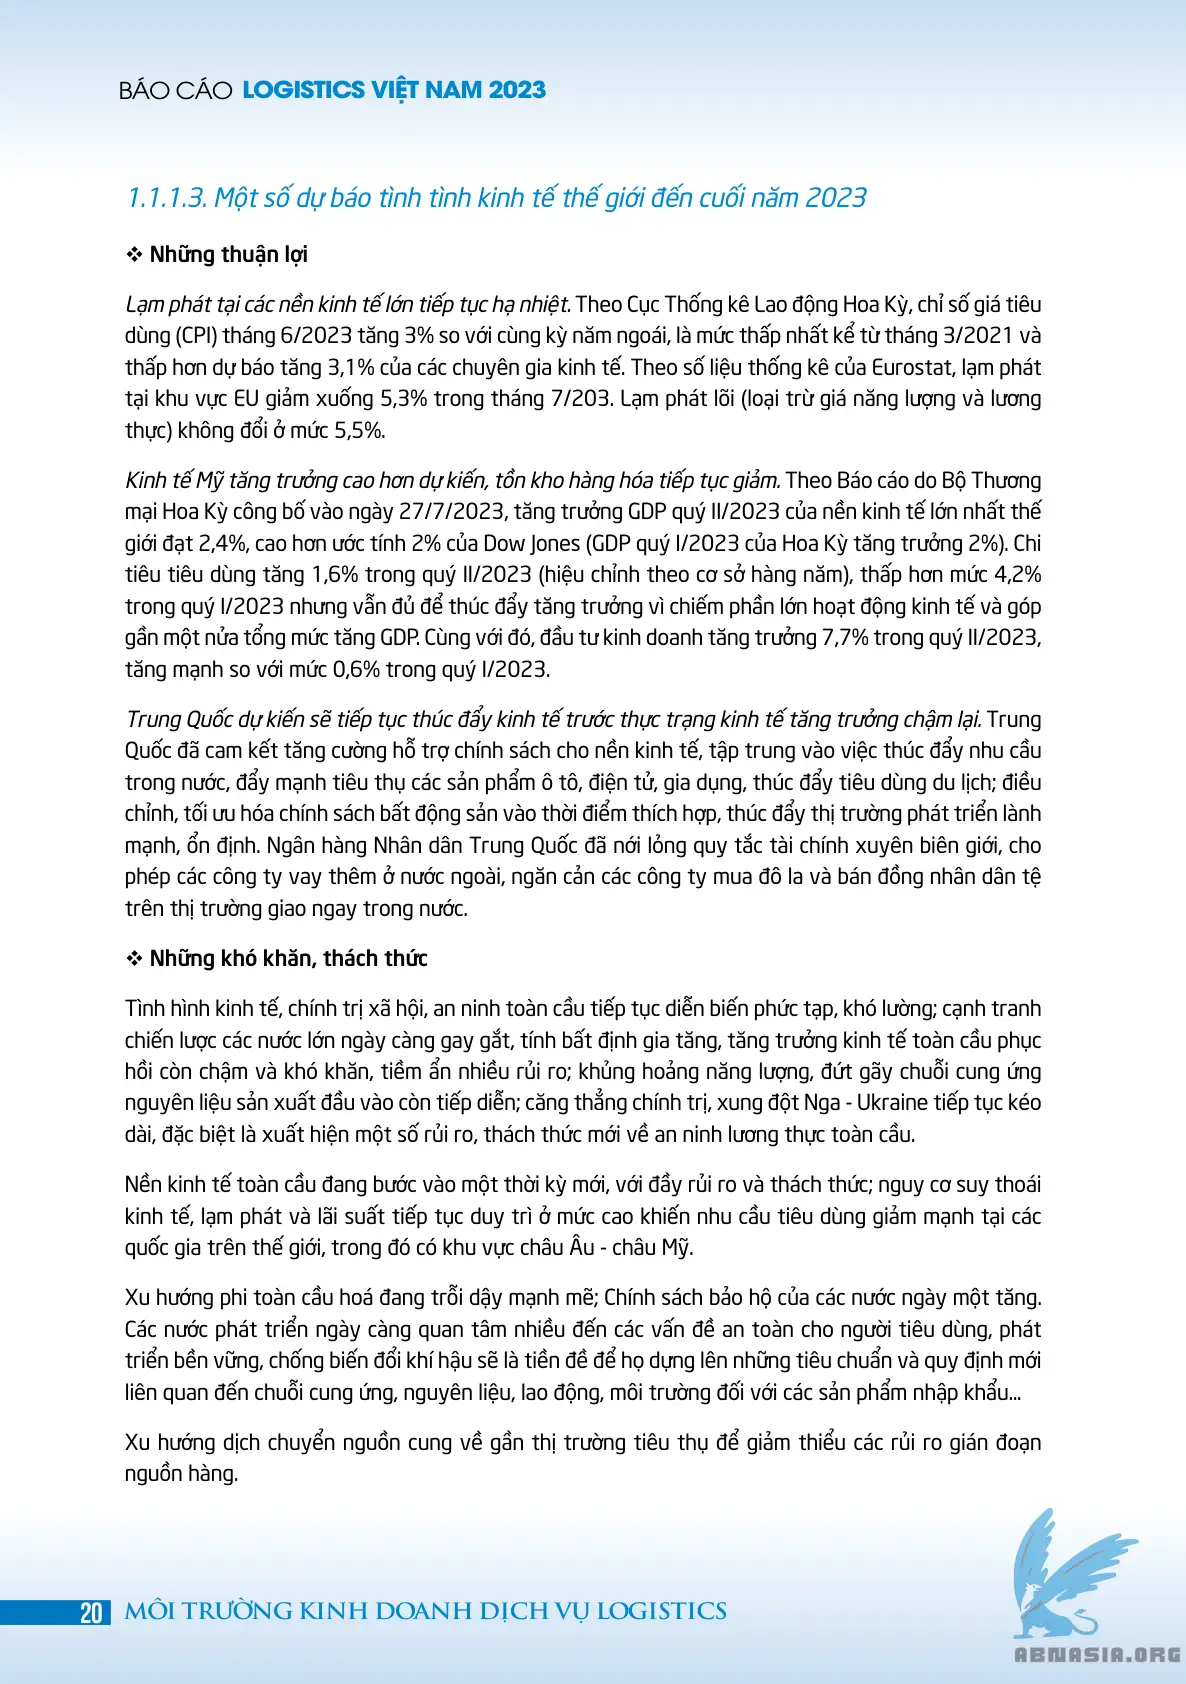 BÁO CÁO LOGISTICS VIỆT NAM 2023
1.1.1.3. Một số dự báo tình tình kinh tế thế giới đến cuối năm 2023
❖ Những thuận lợi
Lạm phát tại các nền kinh tế lớn tiếp tục hạ nhiệt. Theo Cục Thống kê Lao động Hoa Kỳ, chỉ số giá tiêu
dùng (CPI) tháng 6/2023 tăng 3% so với cùng kỳ năm ngoái, là mức thấp nhất kể từ tháng 3/2021 và
thấp hơn dự báo tăng 3,1% của các chuyên gia kinh tế. Theo số liệu thống kê của Eurostat, lạm phát
tại khu vực EU giảm xuống 5,3% trong tháng 7/203. Lạm phát lõi (loại trừ giá năng lượng và lương
thực) không đổi ở mức 5,5%.
Kinh tế Mỹ tăng trưởng cao hơn dự kiến, tồn kho hàng hóa tiếp tục giảm. Theo Báo cáo do Bộ Thương
mại Hoa Kỳ công bố vào ngày 27/7/2023, tăng trưởng GDP quý II/2023 của nền kinh tế lớn nhất thế
giới đạt 2,4%, cao hơn ước tính 2% của Dow Jones (GDP quý I/2023 của Hoa Kỳ tăng trưởng 2%). Chi
tiêu tiêu dùng tăng 1,6% trong quý II/2023 (hiệu chỉnh theo cơ sở hàng năm), thấp hơn mức 4,2%
trong quý I/2023 nhưng vẫn đủ để thúc đẩy tăng trưởng vì chiếm phần lớn hoạt động kinh tế và góp
gần một nửa tổng mức tăng GDP. Cùng với đó, đầu tư kinh doanh tăng trưởng 7,7% trong quý II/2023,
tăng mạnh so với mức 0,6% trong quý I/2023.
Trung Quốc dự kiến sẽ tiếp tục thúc đẩy kinh tế trước thực trạng kinh tế tăng trưởng chậm lại. Trung
Quốc đã cam kết tăng cường hỗ trợ chính sách cho nền kinh tế, tập trung vào việc thúc đẩy nhu cầu
trong nước, đẩy mạnh tiêu thụ các sản phẩm ô tô, điện tử, gia dụng, thúc đẩy tiêu dùng du lịch; điều
chỉnh, tối ưu hóa chính sách bất động sản vào thời điểm thích hợp, thúc đẩy thị trường phát triển lành
mạnh, ổn định. Ngân hàng Nhân dân Trung Quốc đã nới lỏng quy tắc tài chính xuyên biên giới, cho
phép các công ty vay thêm ở nước ngoài, ngăn cản các công ty mua đô la và bán đồng nhân dân tệ
trên thị trường giao ngay trong nước.
❖ Những khó khăn, thách thức
Tình hình kinh tế, chính trị xã hội, an ninh toàn cầu tiếp tục diễn biến phức tạp, khó lường; cạnh tranh
chiến lược các nước lớn ngày càng gay gắt, tính bất định gia tăng, tăng trưởng kinh tế toàn cầu phục
hồi còn chậm và khó khăn, tiềm ẩn nhiều rủi ro; khủng hoảng năng lượng, đứt gãy chuỗi cung ứng
nguyên liệu sản xuất đầu vào còn tiếp diễn; căng thẳng chính trị, xung đột Nga - Ukraine tiếp tục kéo
dài, đặc biệt là xuất hiện một số rủi ro, thách thức mới về an ninh lương thực toàn cầu.
Nền kinh tế toàn cầu đang bước vào một thời kỳ mới, với đầy rủi ro và thách thức; nguy cơ suy thoái
kinh tế, lạm phát và lãi suất tiếp tục duy trì ở mức cao khiến nhu cầu tiêu dùng giảm mạnh tại các
quốc gia trên thế giới, trong đó có khu vực châu Âu - châu Mỹ.
Xu hướng phi toàn cầu hoá đang trỗi dậy mạnh mẽ; Chính sách bảo hộ của các nước ngày một tăng.
Các nước phát triển ngày càng quan tâm nhiều đến các vấn đề an toàn cho người tiêu dùng, phát
triển bền vững, chống biến đổi khí hậu sẽ là tiền đề để họ dựng lên những tiêu chuẩn và quy định mới
liên quan đến chuỗi cung ứng, nguyên liệu, lao động, môi trường đối với các sản phẩm nhập khẩu...
Xu hướng dịch chuyển nguồn cung về gần thị trường tiêu thụ để giảm thiểu các rủi ro gián đoạn
nguồn hàng.
20 MÔI TRƯỜNG KINH DOANH DỊCH VỤ LOGISTICS
ABNASIA.ORG